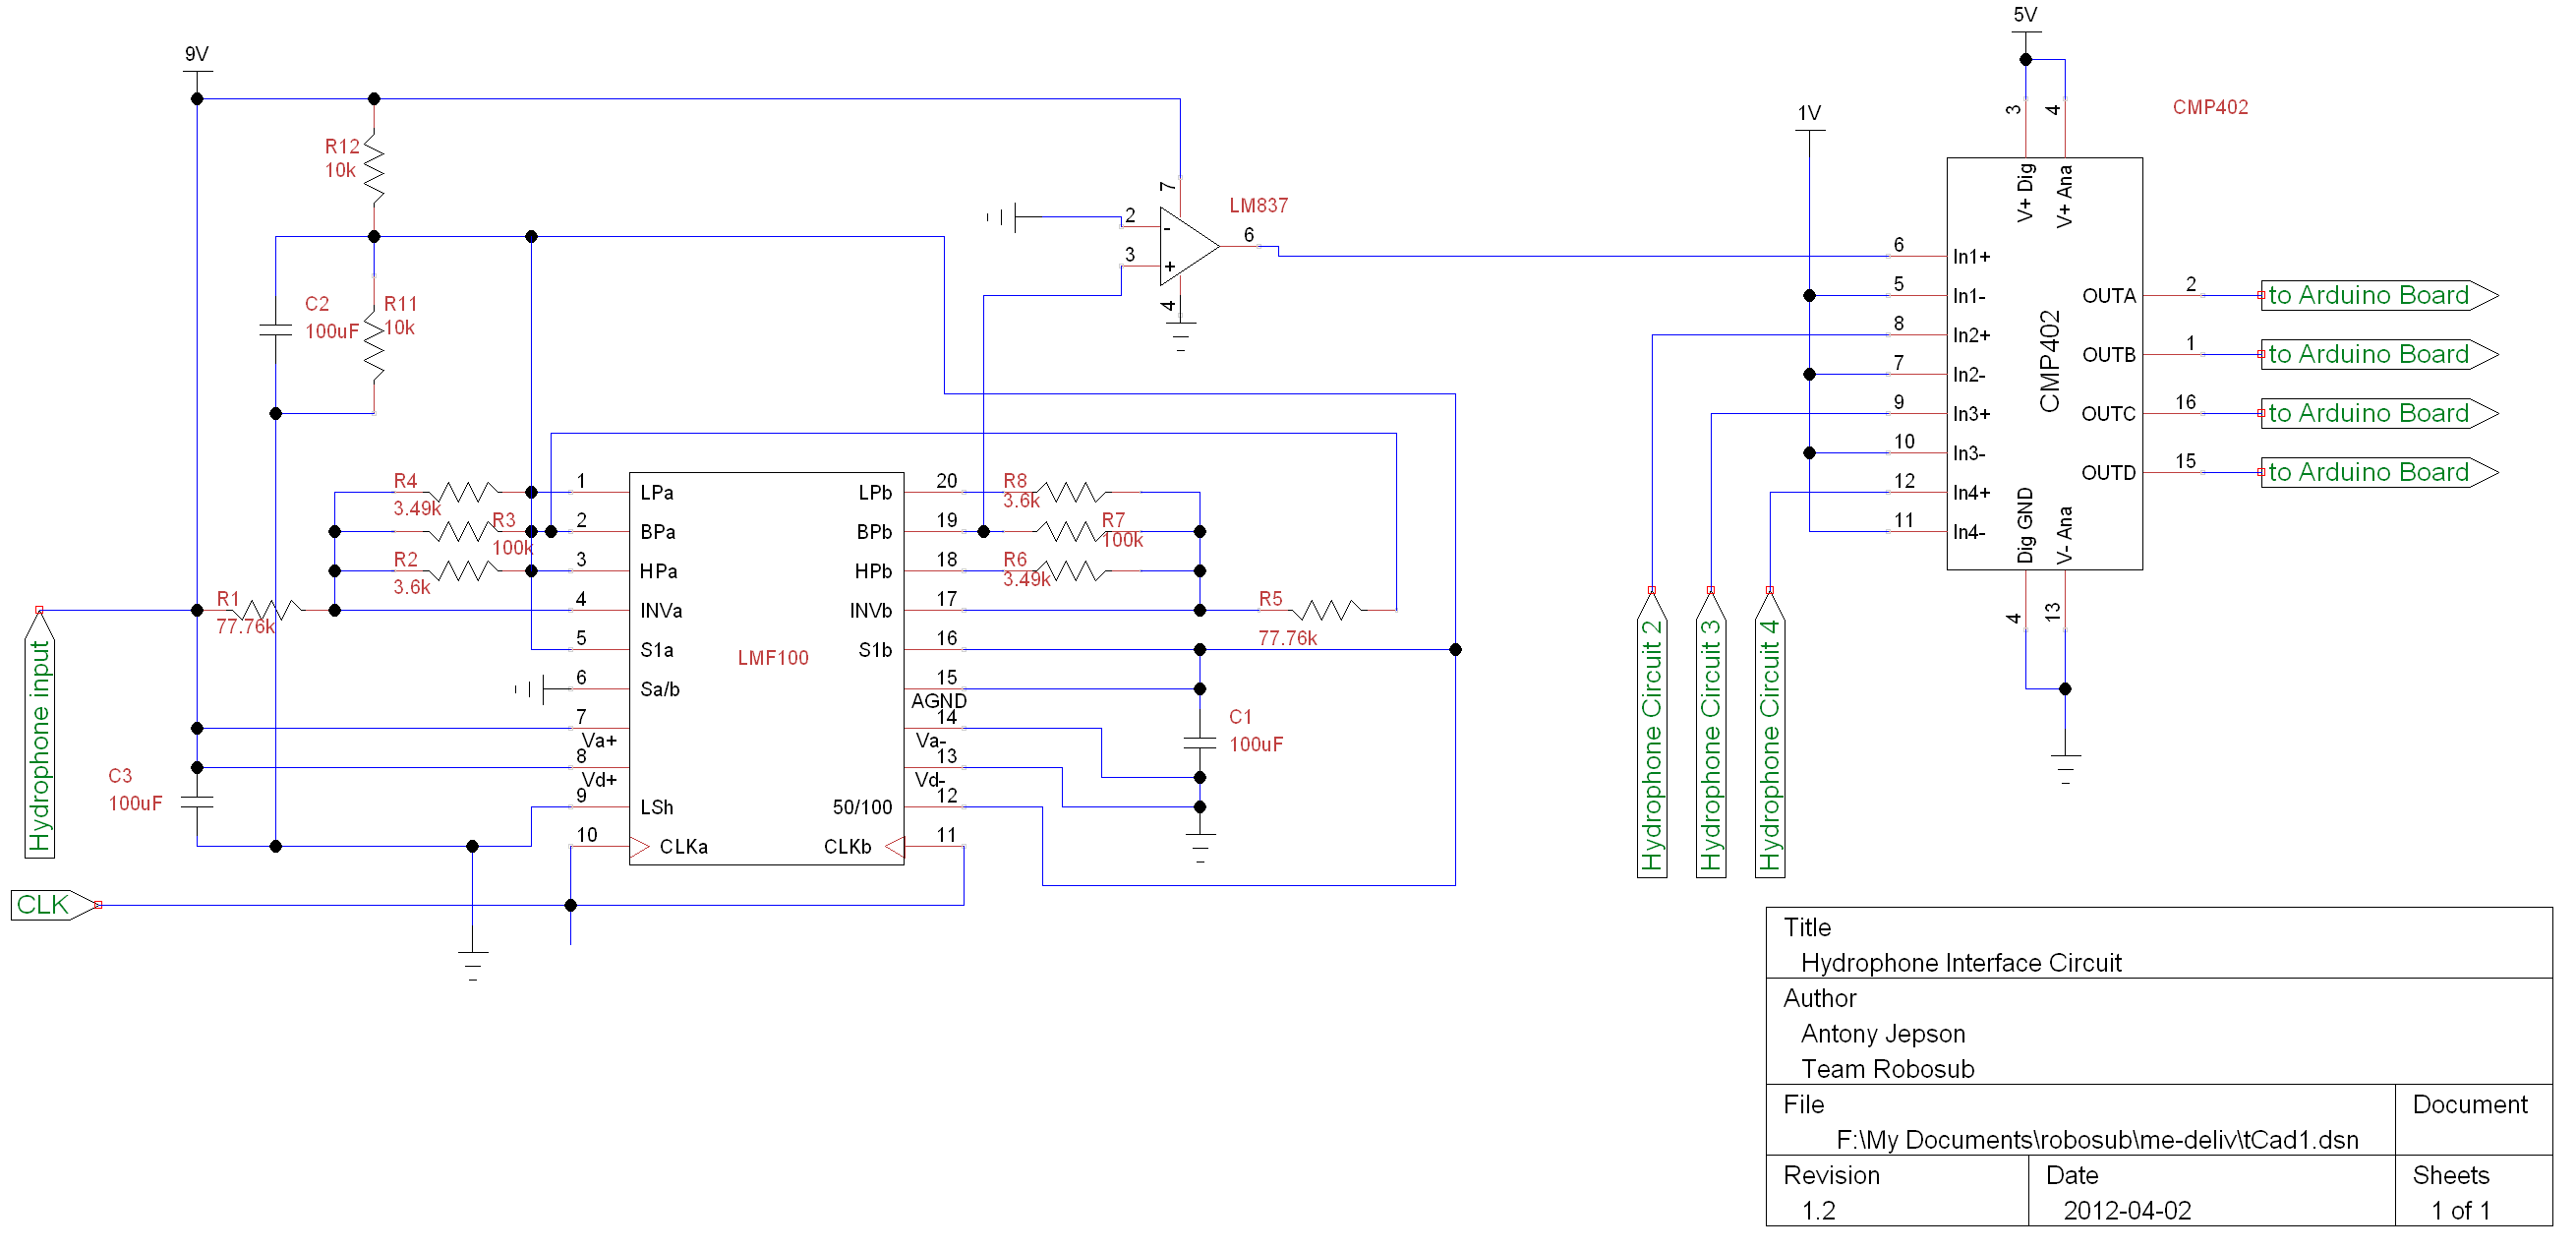 9V
R12
10k
C2
100uF
R11
10k
2
-
3
+
7
4
6
LM837
5V
1V
CMP402
3
4
V+ Dig
V+ Ana
6
In1+
5
In1-
8
In2+
7
In2-
9
In3+
10
In3-
12
In4+
11
In4-
CMP402
OUTA
2
to Arduino Board
OUTB
1
to Arduino Board
OUTC
16
to Arduino Board
OUTD
15
to Arduino Board
Dig GND
V- Ana
4
13
Hydrophone Circuit 2
Hydrophone Circuit 3
Hydrophone Circuit 4
R4
3.49k
R3
100k
R2
3.6k
R1
77.76k
Hydrophone input
C3
100uF
CLK
1
LPa
2
BPa
3
HPa
4
INVa
5
S1a
6
Sa/b
7
Va+
8
Vd+
9
LSh
10
CLKa
LMF100
LPb
20
BPb
19
HPb
18
INVb
17
S1b
16
15
AGND
14
Va-
13
Vd-
12
50/100
11
CLKb
R8
3.6k
R7
100k
R6
3.49k
R5
77.76k
C1
100uF
Title
Hydrophone Interface Circuit
Author
Antony Jepson
Team Robosub
File
F:\My Documents\robosub\me-deliv\tCad1.dsn
Document
Revision
1.2
Date
2012-04-02
Sheets
1 of 1